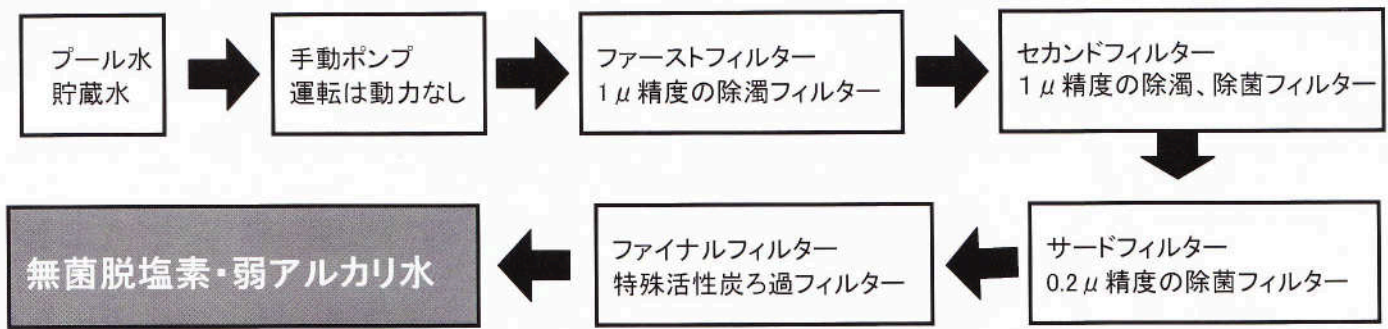 プール水
貯蔵水
手動ポンプ
運転は動力なし
ファーストフィルター
1μ精度の除濁フィルター
セカンドフィルター
1μ精度の除濁、除菌フィルター
サードフィルター
0.2μ精度の除菌フィルター
ファイナルフィルター
特殊活性炭ろ過フィルター
無菌脱塩素・弱アルカリ水